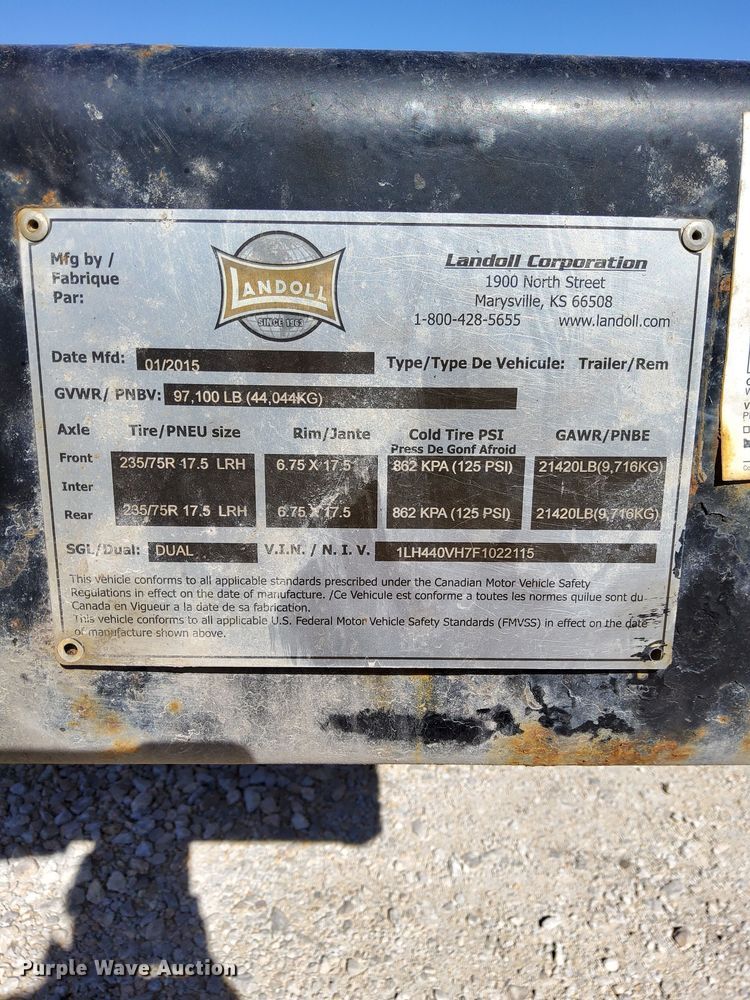 Mfg by /
Fabrique
Par:
LANDOLL
SINCE 1963
Landoll Corporation
1900 North Street
Marysville, KS 66508
1-800-428-5655 www.landoll.com
Date Mfd: 01/2015 Type/Type De Vehicule: Trailer/Rem
GVWR/ PNBV: 97,100 LB (44,044KG)
Axle Tire/PNEU size Rim/Jante Cold Tire PSI GAWR/PNBE
Press De Gonf Afroid
Front 235/75R 17.5 LRH 6.75 X 17.5 862 KPA (125 PSI) 21420LB(9,716KG)
Inter
Rear 235/75R 17.5 LRH 6.75 X 17.5 862 KPA (125 PSI) 21420LB(9,716KG)
SGL/Dual: DUAL V.I.N. / N. I. V. 1LH440VH7F1022115
This vehicle conforms to all applicable standards prescribed under the Canadian Motor Vehicle Safety
Regulations in effect on the date of manufacture. /Ce Vehicule est conforme a toutes les normes quilue sont du
Canada en Vigueur a la date de sa fabrication.
This vehicle conforms to all applicable U.S. Federal Motor Vehicle Safety Standards (FMVSS) in effect on the date
of manufacture shown above.
Purple Wave Auction